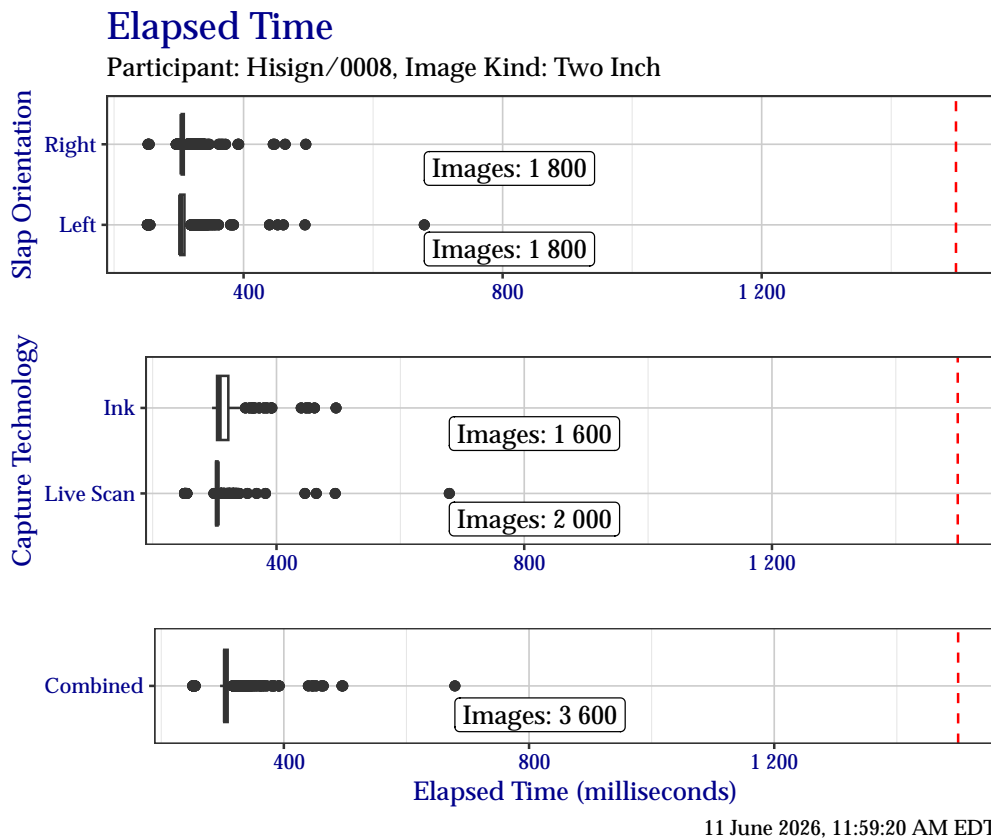 Elapsed Time
Participant: Hisign/0008, Image Kind: Two Inch
Slap Orientation
Right
Images: 1 800
Left
Images: 1 800
400 800 1 200
Capture Technology
Ink
Images: 1 600
Live Scan
Images: 2 000
400 800 1 200
Combined
Images: 3 600
400 800 1 200
Elapsed Time (milliseconds)
11 June 2026, 11:59:20 AM EDT